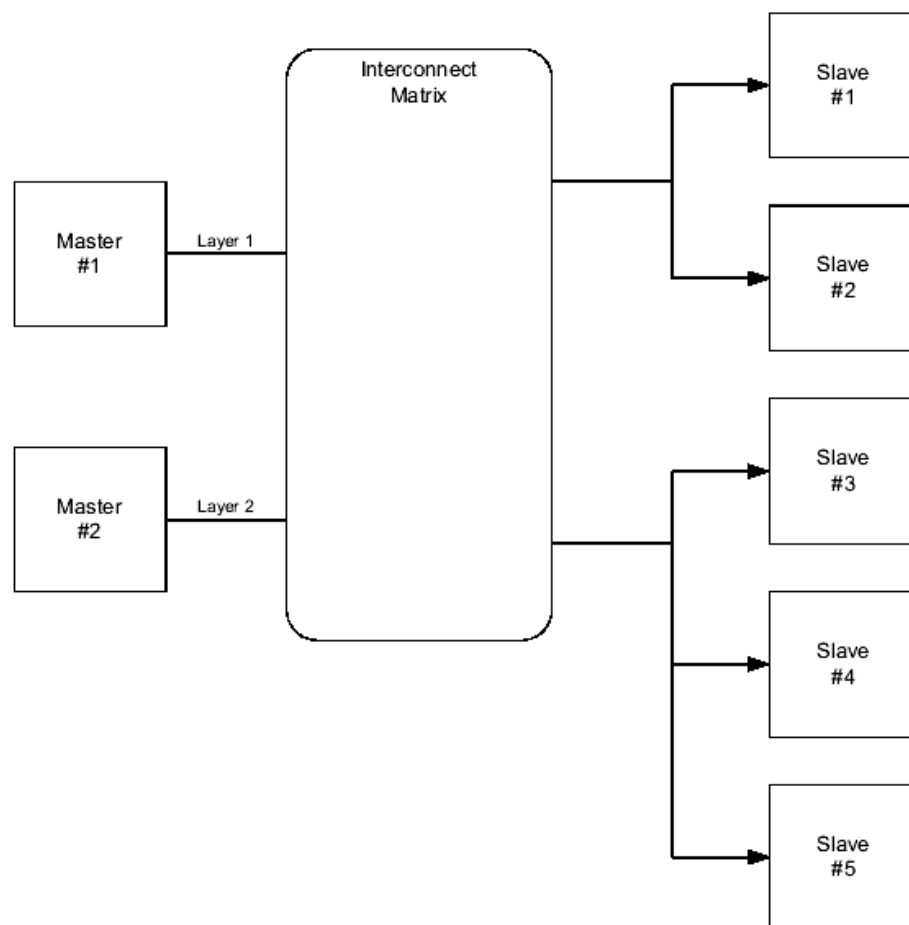 Interconnect
Matrix
Master
#1
Layer 1
Master
#2
Layer 2
Slave
#1
Slave
#2
Slave
#3
Slave
#4
Slave
#5